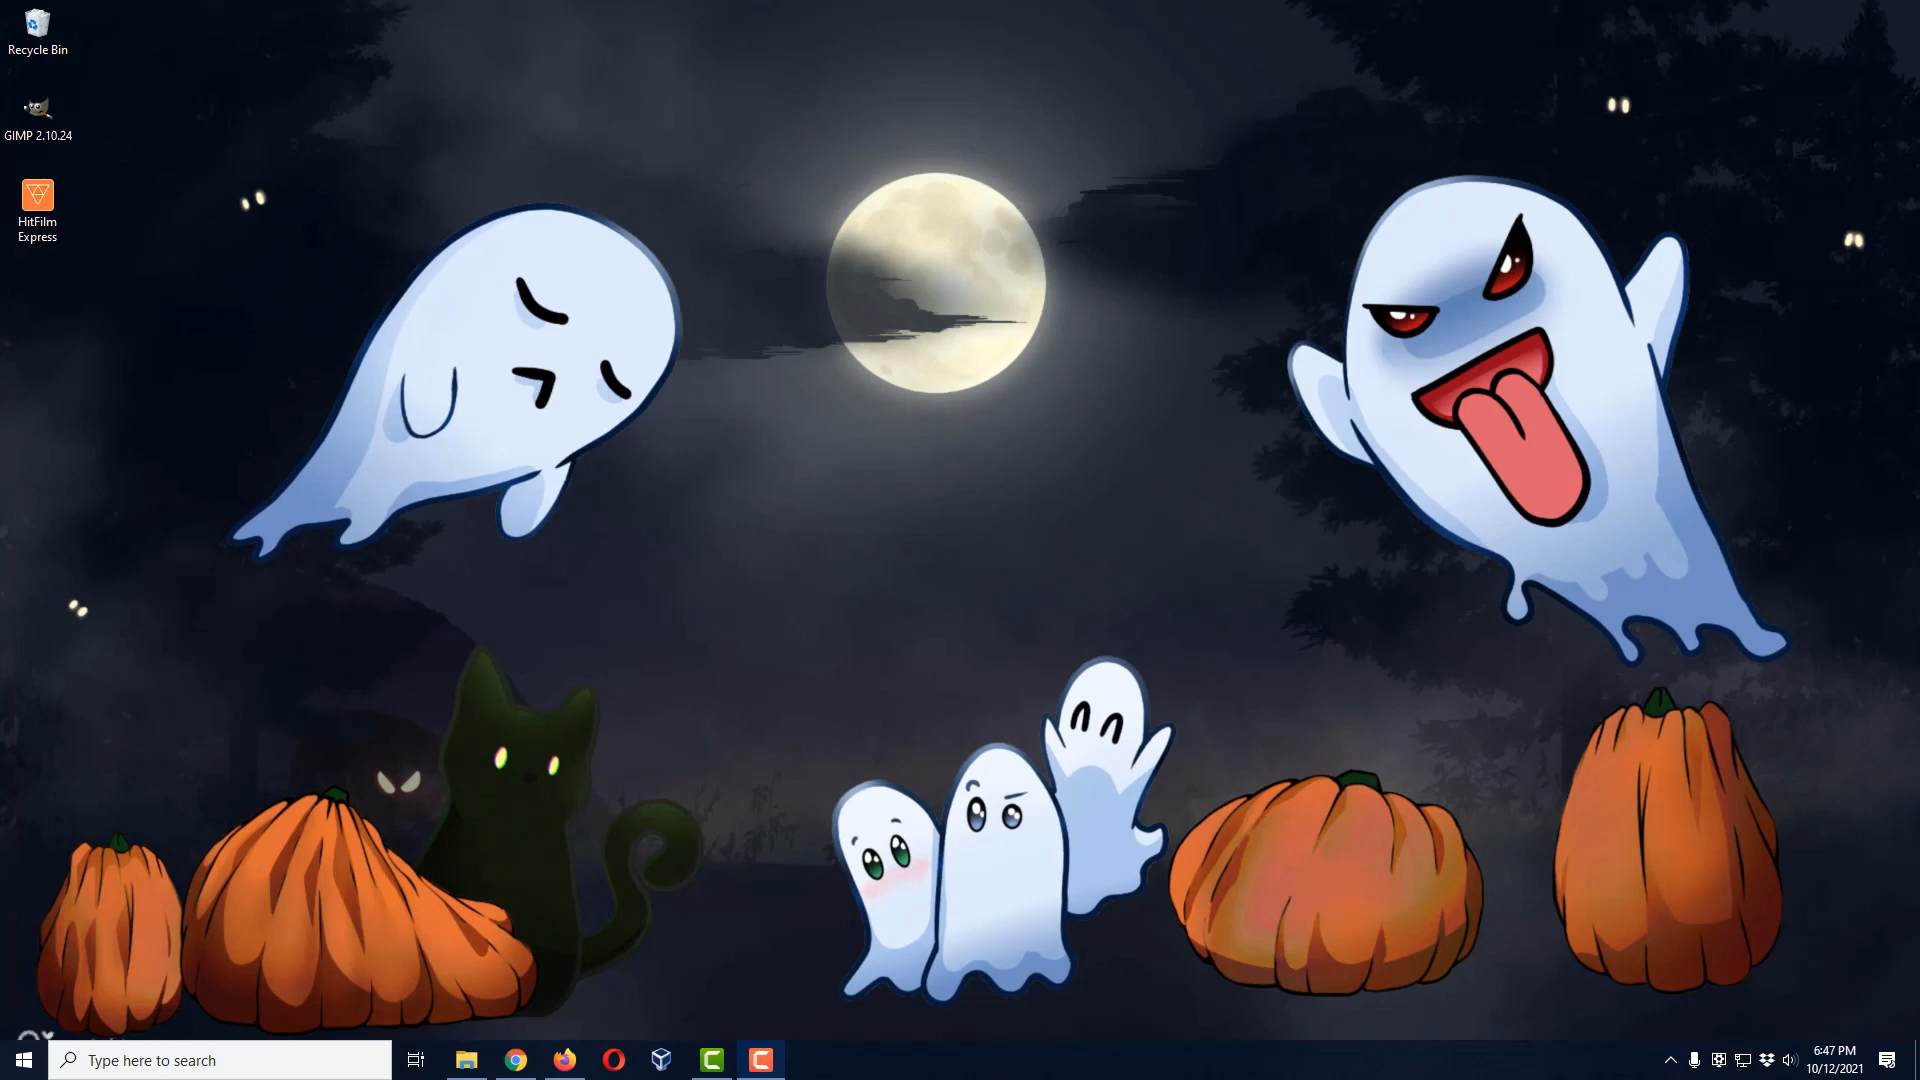 Recycle Bin
GIMP 2.10.24
HitFilm
Express
Type here to search
6:47 PM
10/12/2021